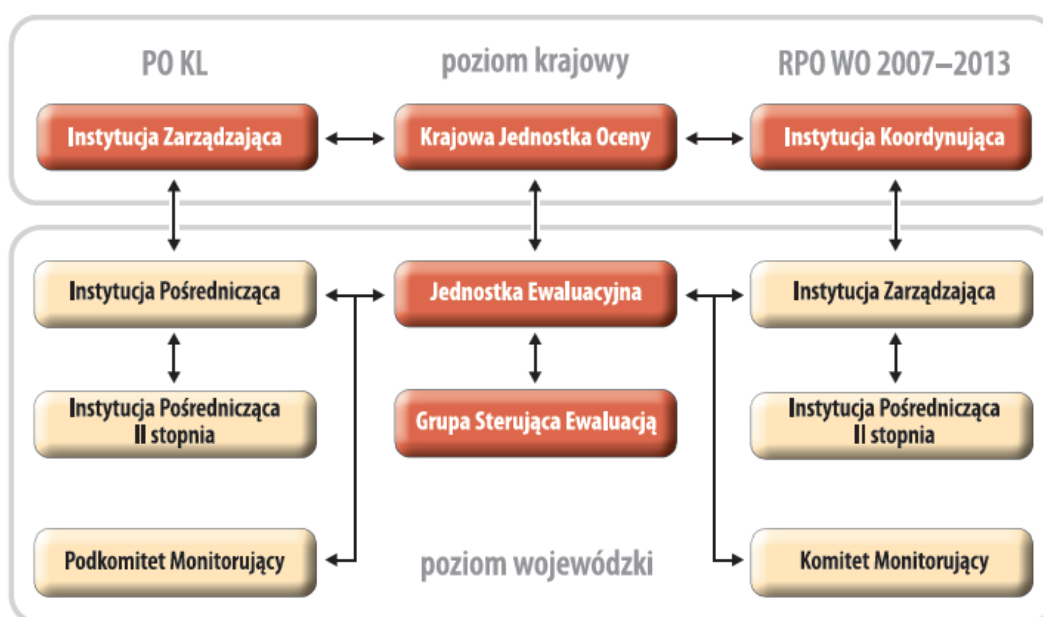 PO KL
poziom krajowy
RPO WO 2007–2013
Instytucja Zarządzająca
Krajowa Jednostka Oceny
Instytucja Koordynująca
Instytucja Pośrednicząca
Jednostka Ewaluacyjna
Instytucja Zarządzająca
Instytucja Pośrednicząca
II stopnia
Grupa Sterująca Ewaluacją
Instytucja Pośrednicząca
II stopnia
Podkomitet Monitorujący
poziom wojewódzki
Komitet Monitorujący